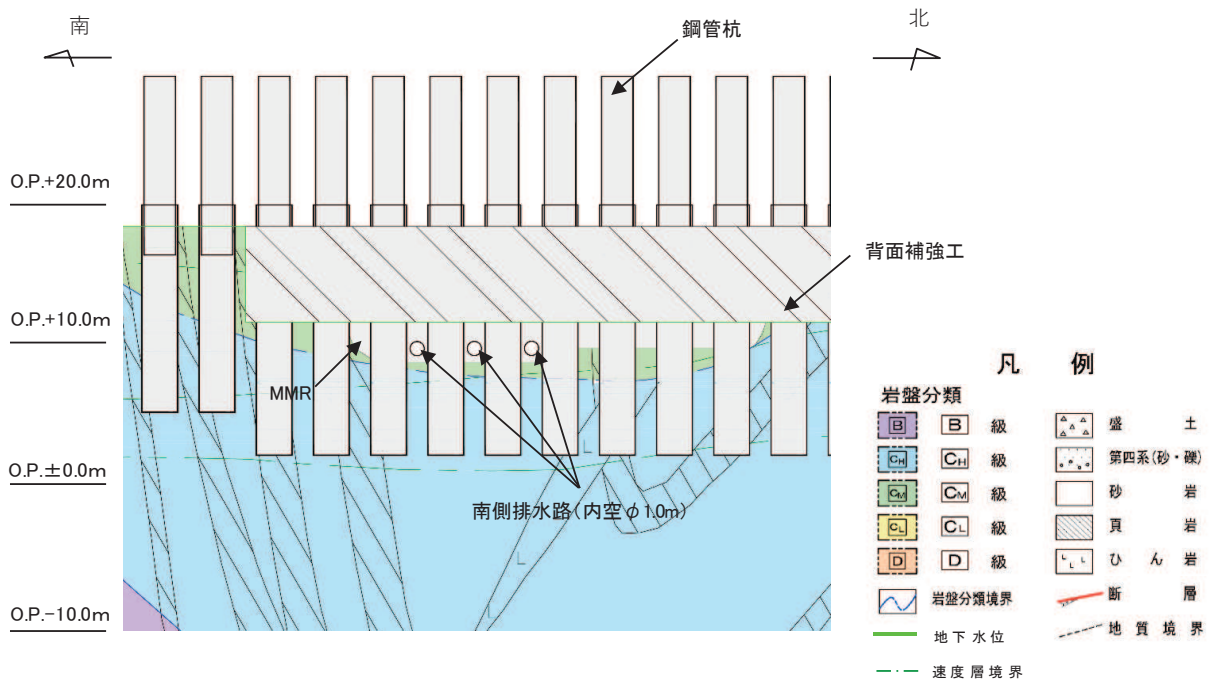 南
北
鋼管杭
O.P.+20.0m
背面補強工
O.P.+10.0m
MMR
O.P.±0.0m
南側排水路(内空φ1.0m)
O.P.-10.0m
L
L
L
凡 例
岩盤分類
B B 級
CH CH 級
CM CM 級
CL CL 級
D D 級
岩盤分類境界
地下水位
速度層境界
盛 土
第四系(砂・礫)
砂 岩
頁 岩
ひ ん 岩
断 層
地 質 境 界